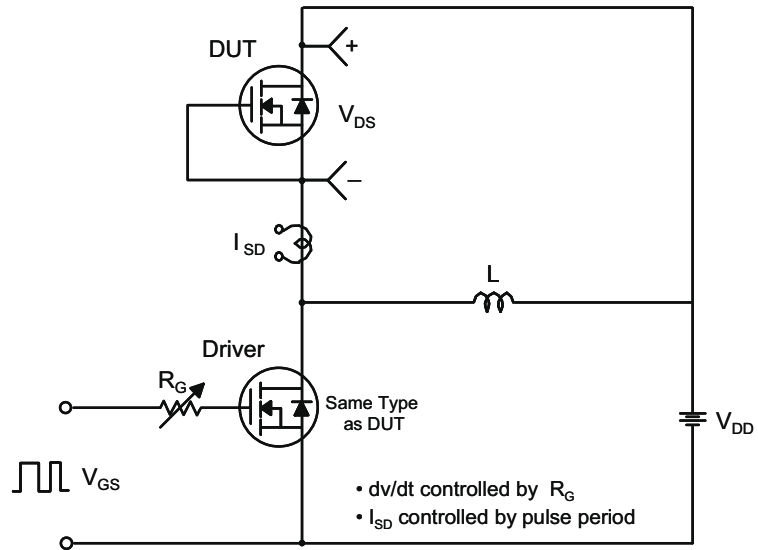 DUT
+
V_DS
–
I_SD
L
Driver
R_G
Same Type
as DUT
V_DD
V_GS
• dv/dt controlled by R_G
• I_SD controlled by pulse period